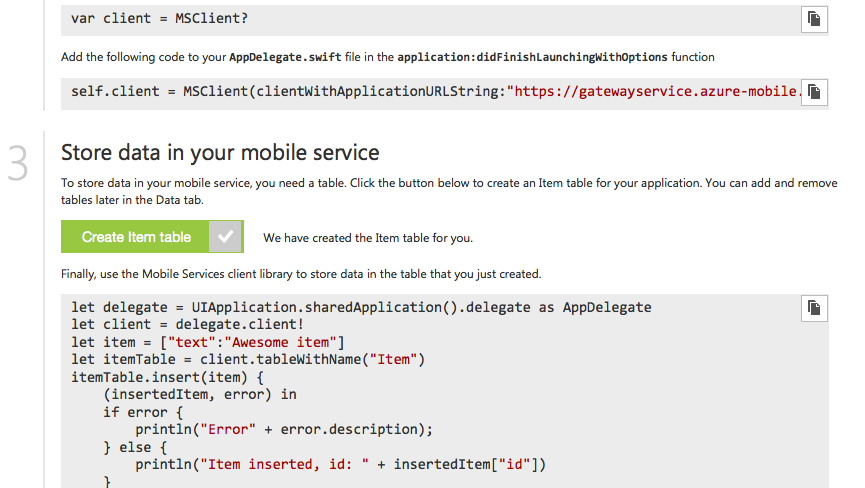 var client = MSClient?
Add the following code to your AppDelegate.swift file in the application:didFinishLaunchingWithOptions function
self.client = MSClient(clientWithApplicationURLString:"https://gatewayservice.azure-mobile.
3
Store data in your mobile service
To store data in your mobile service, you need a table. Click the button below to create an Item table for your application. You can add and remove
tables later in the Data tab.
Create Item table
We have created the Item table for you.
Finally, use the Mobile Services client library to store data in the table that you just created.
let delegate = UIApplication.sharedApplication().delegate as AppDelegate
let client = delegate.client!
let item = ["text":"Awesome item"]
let itemTable = client.tableWithName("Item")
itemTable.insert(item) {
    (insertedItem, error) in
    if error {
        println("Error" + error.description);
    } else {
        println("Item inserted, id: " + insertedItem["id"])
    }